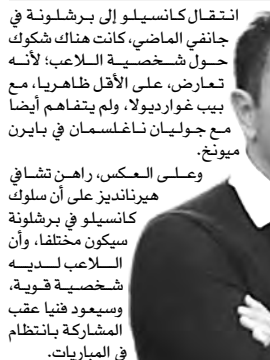 انتقال كانسيلو إلى برشلونة في
جانفي الماضي، كانت هناك شكوك
حول شخصية اللاعب؛ لأنه
تعارض، على الأقل ظاهريا، مع
بيب غوارديولا، ولم يتفاهم أيضا
مع جوليان ناغلسمان في بايرن
ميونخ.
وعلى العكس، راهن تشافي
هيرنانديز على أن سلوك
كانسيلو في برشلونة
سيكون مختلفا، وأن
اللاعب لديه
شخصية قوية،
وسيعود فنيا عقب
المشاركة بانتظام
في المباريات.